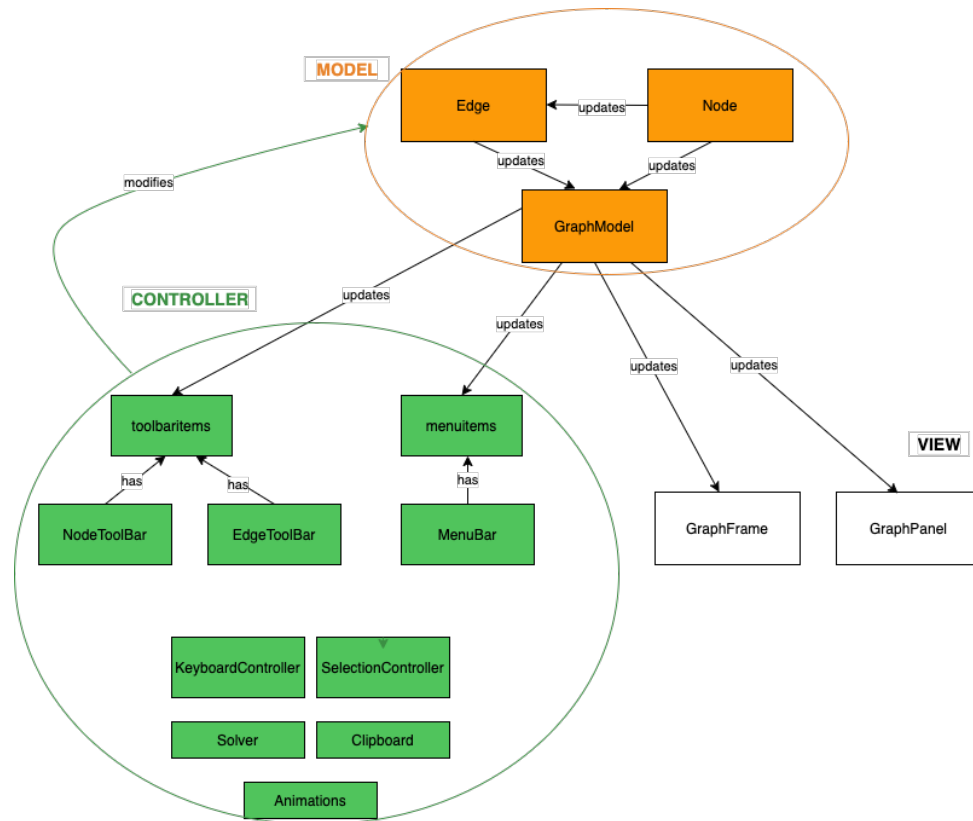 MODEL
Edge
updates
Node
updates
updates
modifies
GraphModel
CONTROLLER
updates
updates
updates
updates
toolbaritems
menuitems
VIEW
has
has
has
NodeToolBar
EdgeToolBar
MenuBar
GraphFrame
GraphPanel
KeyboardController
SelectionController
Solver
Clipboard
Animations